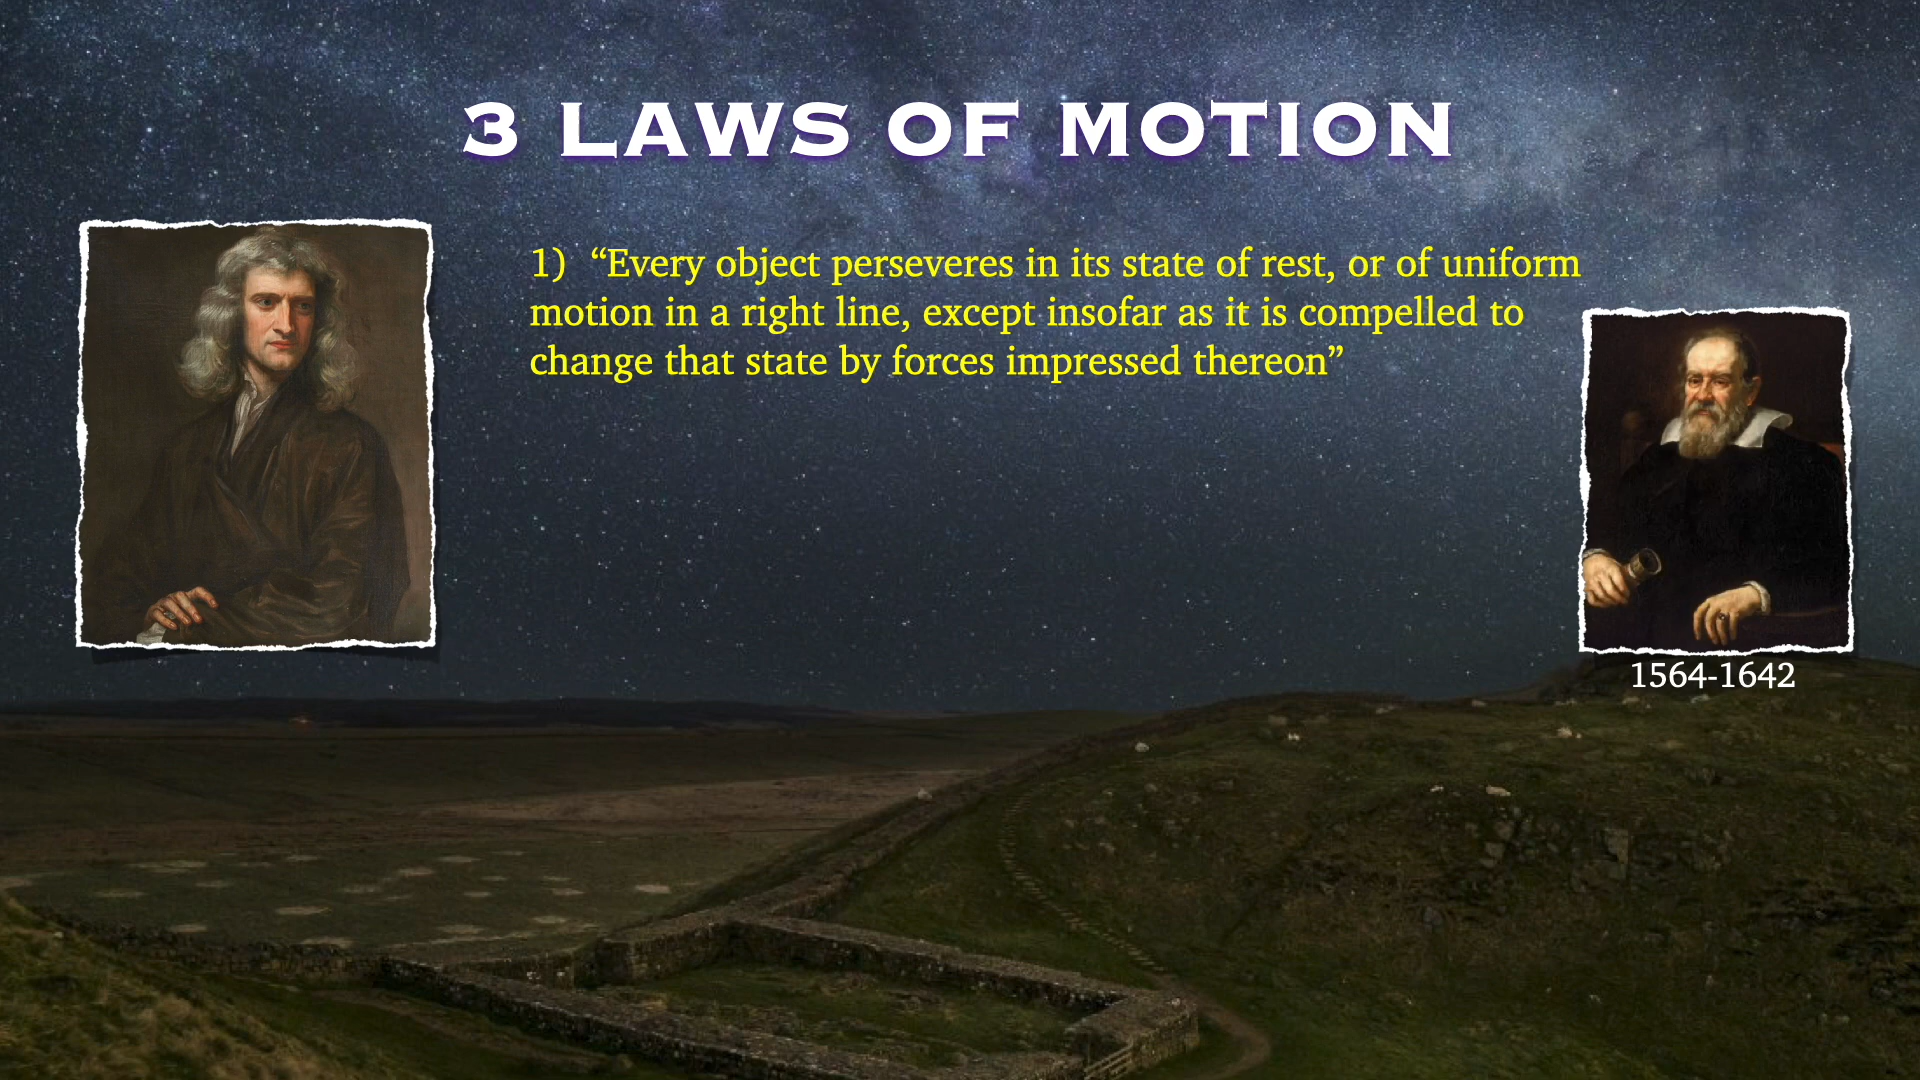 3 LAWS OF MOTION
1) “Every object perseveres in its state of rest, or of uniform
motion in a right line, except insofar as it is compelled to
change that state by forces impressed thereon”
1564-1642